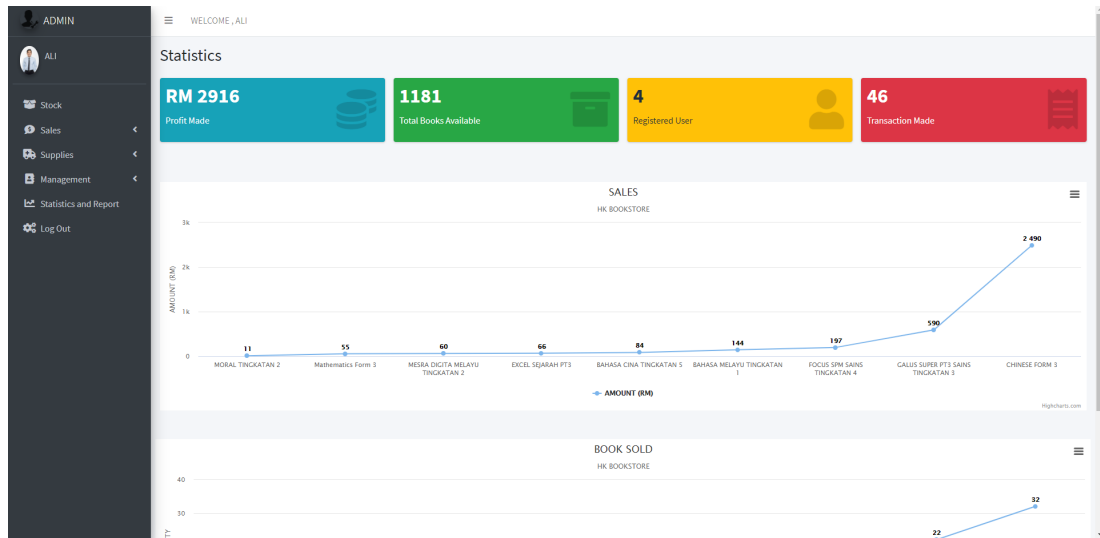 ADMIN
WELCOME , ALI
ALI
Stock
Sales
Supplies
Management
Statistics and Report
Log Out
Statistics
RM 2916
Profit Made
1181
Total Books Available
4
Registered User
46
Transaction Made
SALES
HK BOOKSTORE
AMOUNT (RM)
3k
2k
1k
0
11
55
60
66
84
144
197
590
2 490
MORAL TINGKATAN 2
Mathematics Form 3
MESRA DIGITA MELAYU
TINGKATAN 2
EXCEL SEJARAH PT3
BAHASA CINA TINGKATAN 5
BAHASA MELAYU TINGKATAN
1
FOCUS SPM SAINS
TINGKATAN 4
GALUS SUPER PT3 SAINS
TINGKATAN 3
CHINESE FORM 3
AMOUNT (RM)
Highcharts.com
BOOK SOLD
HK BOOKSTORE
40
30
22
32